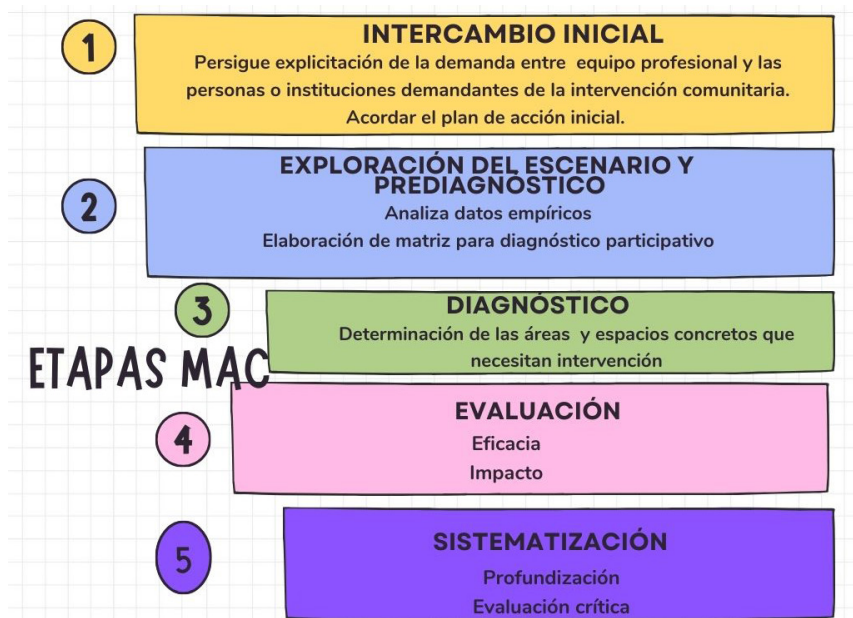 1
INTERCAMBIO INICIAL
Persigue explicitación de la demanda entre equipo profesional y las
personas o instituciones demandantes de la intervención comunitaria.
Acordar el plan de acción inicial.
2
EXPLORACIÓN DEL ESCENARIO Y
PREDIAGNÓSTICO
Analiza datos empíricos
Elaboración de matriz para diagnóstico participativo
3
DIAGNÓSTICO
Determinación de las áreas y espacios concretos que
necesitan intervención
ETAPAS MAC
4
EVALUACIÓN
Eficacia
Impacto
5
SISTEMATIZACIÓN
Profundización
Evaluación crítica